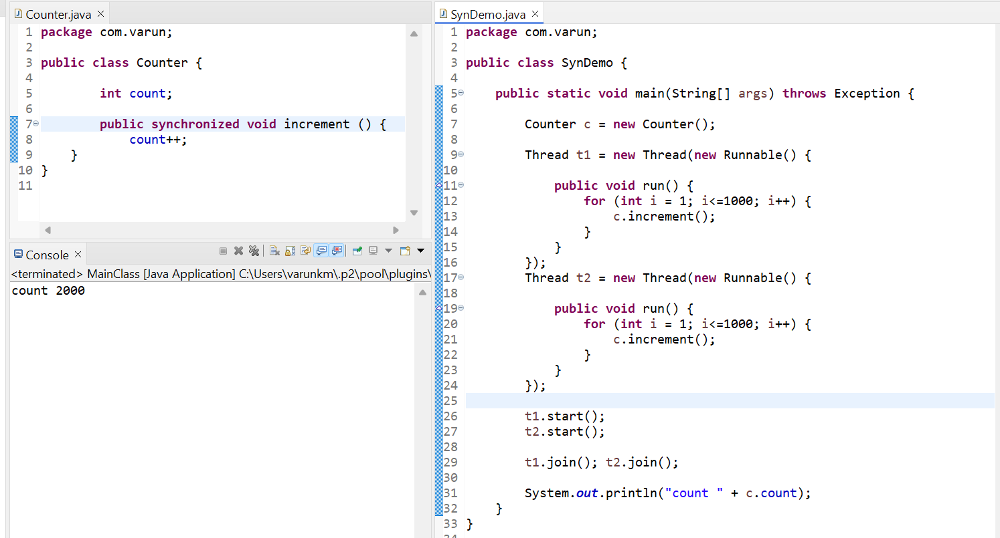 Counter.java
1 package com.varun;
2
3 public class Counter {
4
5 int count;
6
7 public synchronized void increment () {
8 count++;
9 }
10 }
11
Console
<terminated> MainClass [Java Application] C:\Users\varunkm\.p2\pool\plugins\
count 2000
SynDemo.java
1 package com.varun;
2
3 public class SynDemo {
4
5 public static void main(String[] args) throws Exception {
6
7 Counter c = new Counter();
8
9 Thread t1 = new Thread(new Runnable() {
10
11 public void run() {
12 for (int i = 1; i<=1000; i++) {
13 c.increment();
14 }
15 }
16 });
17 Thread t2 = new Thread(new Runnable() {
18
19 public void run() {
20 for (int i = 1; i<=1000; i++) {
21 c.increment();
22 }
23 }
24 });
25
26 t1.start();
27 t2.start();
28
29 t1.join(); t2.join();
30
31 System.out.println("count " + c.count);
32 }
33 }
34